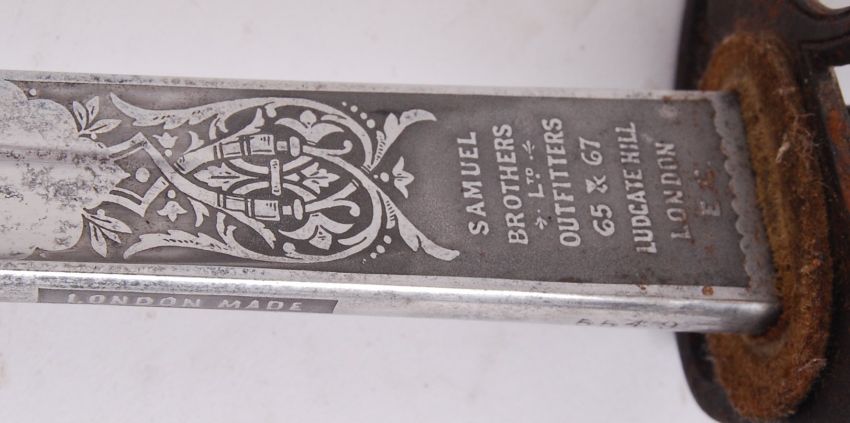 SAMUEL
BROTHERS
LTD
OUTFITTERS
65 & 67
LUDGATE HILL
LONDON
E.C.
LONDON MADE